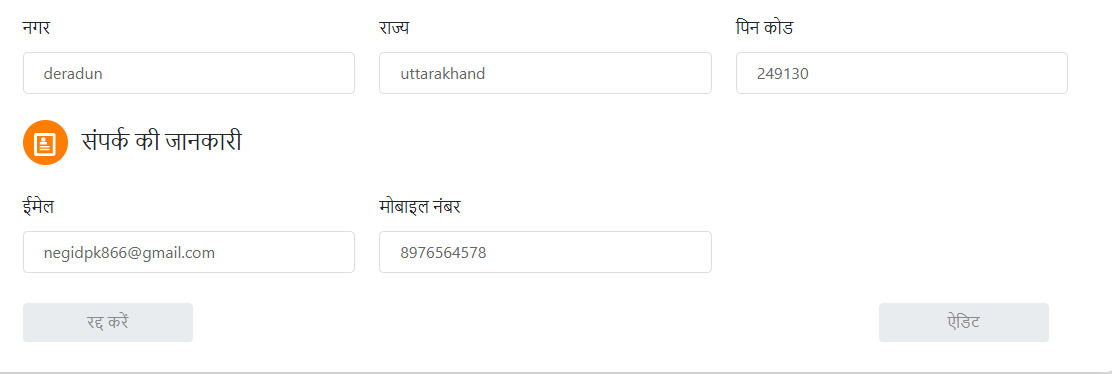 नगर राज्य पिन कोड
deradun uttarakhand 249130
संपर्क की जानकारी
ईमेल मोबाइल नंबर
negidpk866@gmail.com 8976564578
रद्द करें ऐडिट